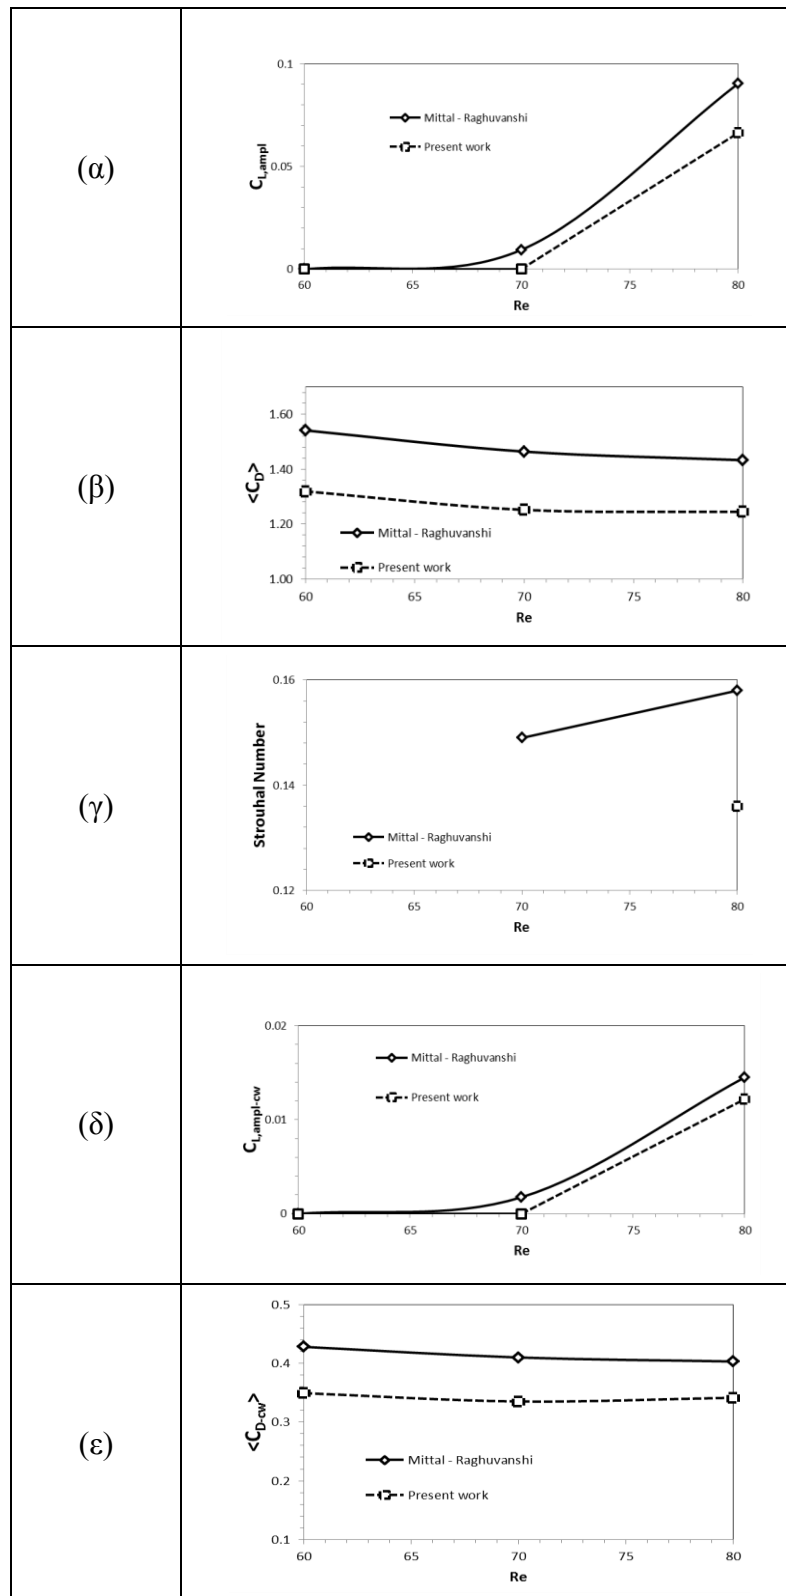 (α)
0.1
0.05
0
C_L,ampl
Mittal - Raghuvanshi
Present work
60 65 70 75 80
Re
(β)
1.60
1.40
1.20
1.00
<C_D>
Mittal - Raghuvanshi
Present work
60 65 70 75 80
Re
(γ)
0.16
0.14
0.12
Strouhal Number
Mittal - Raghuvanshi
Present work
60 65 70 75 80
Re
(δ)
0.02
0.01
0
C_L,ampl-cw
Mittal - Raghuvanshi
Present work
60 65 70 75 80
Re
(ε)
0.5
0.4
0.3
0.2
0.1
<C_D-cw>
Mittal - Raghuvanshi
Present work
60 65 70 75 80
Re